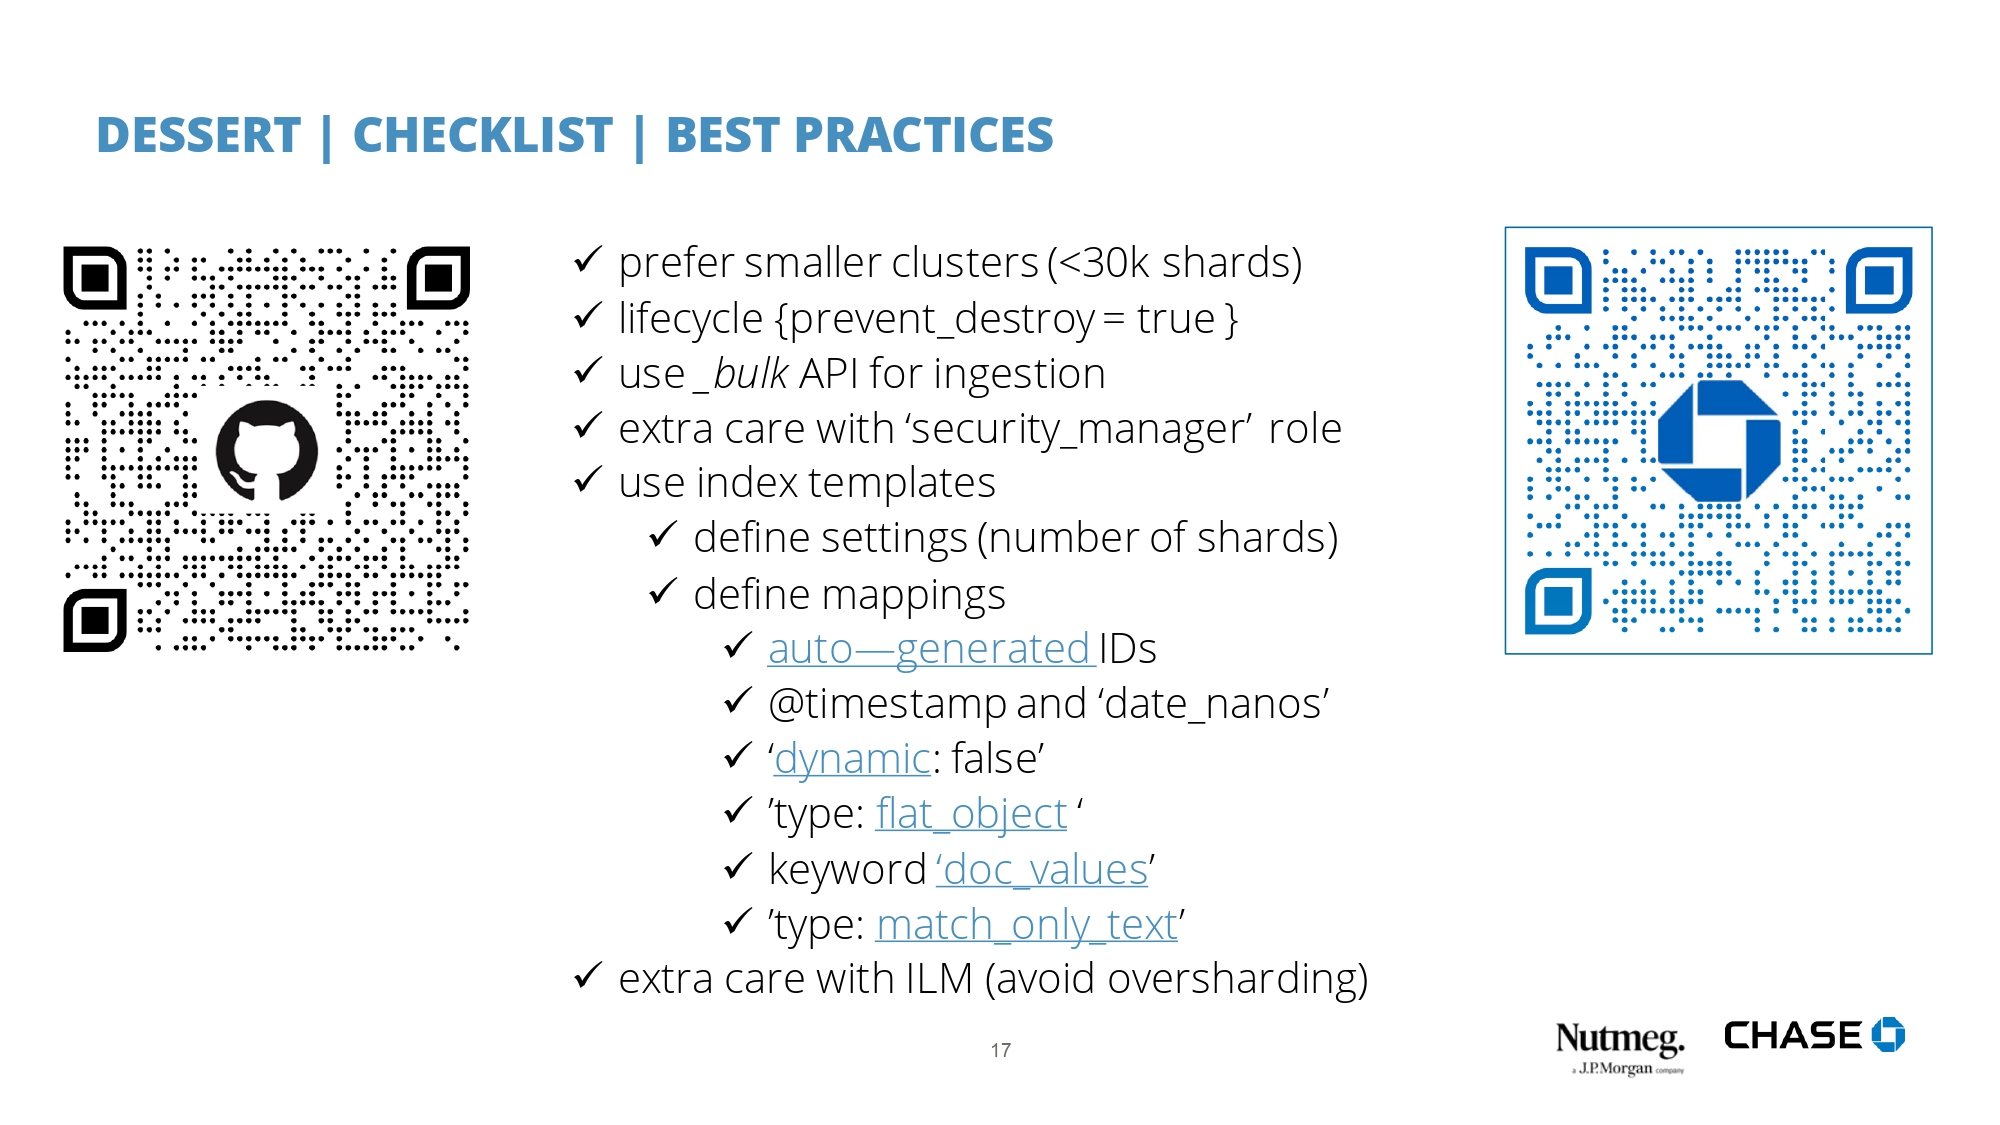 DESSERT | CHECKLIST | BEST PRACTICES
✓ prefer smaller clusters (<30k shards)
✓ lifecycle {prevent_destroy = true }
✓ use _bulk API for ingestion
✓ extra care with ‘security_manager’ role
✓ use index templates
✓ define settings (number of shards)
✓ define mappings
✓ auto—generated IDs
✓ @timestamp and ‘date_nanos’
✓ ‘dynamic: false’
✓ ’type: flat_object ‘
✓ keyword ‘doc_values’
✓ ’type: match_only_text’
✓ extra care with ILM (avoid oversharding)
17
Nutmeg.
a J.P.Morgan company
CHASE